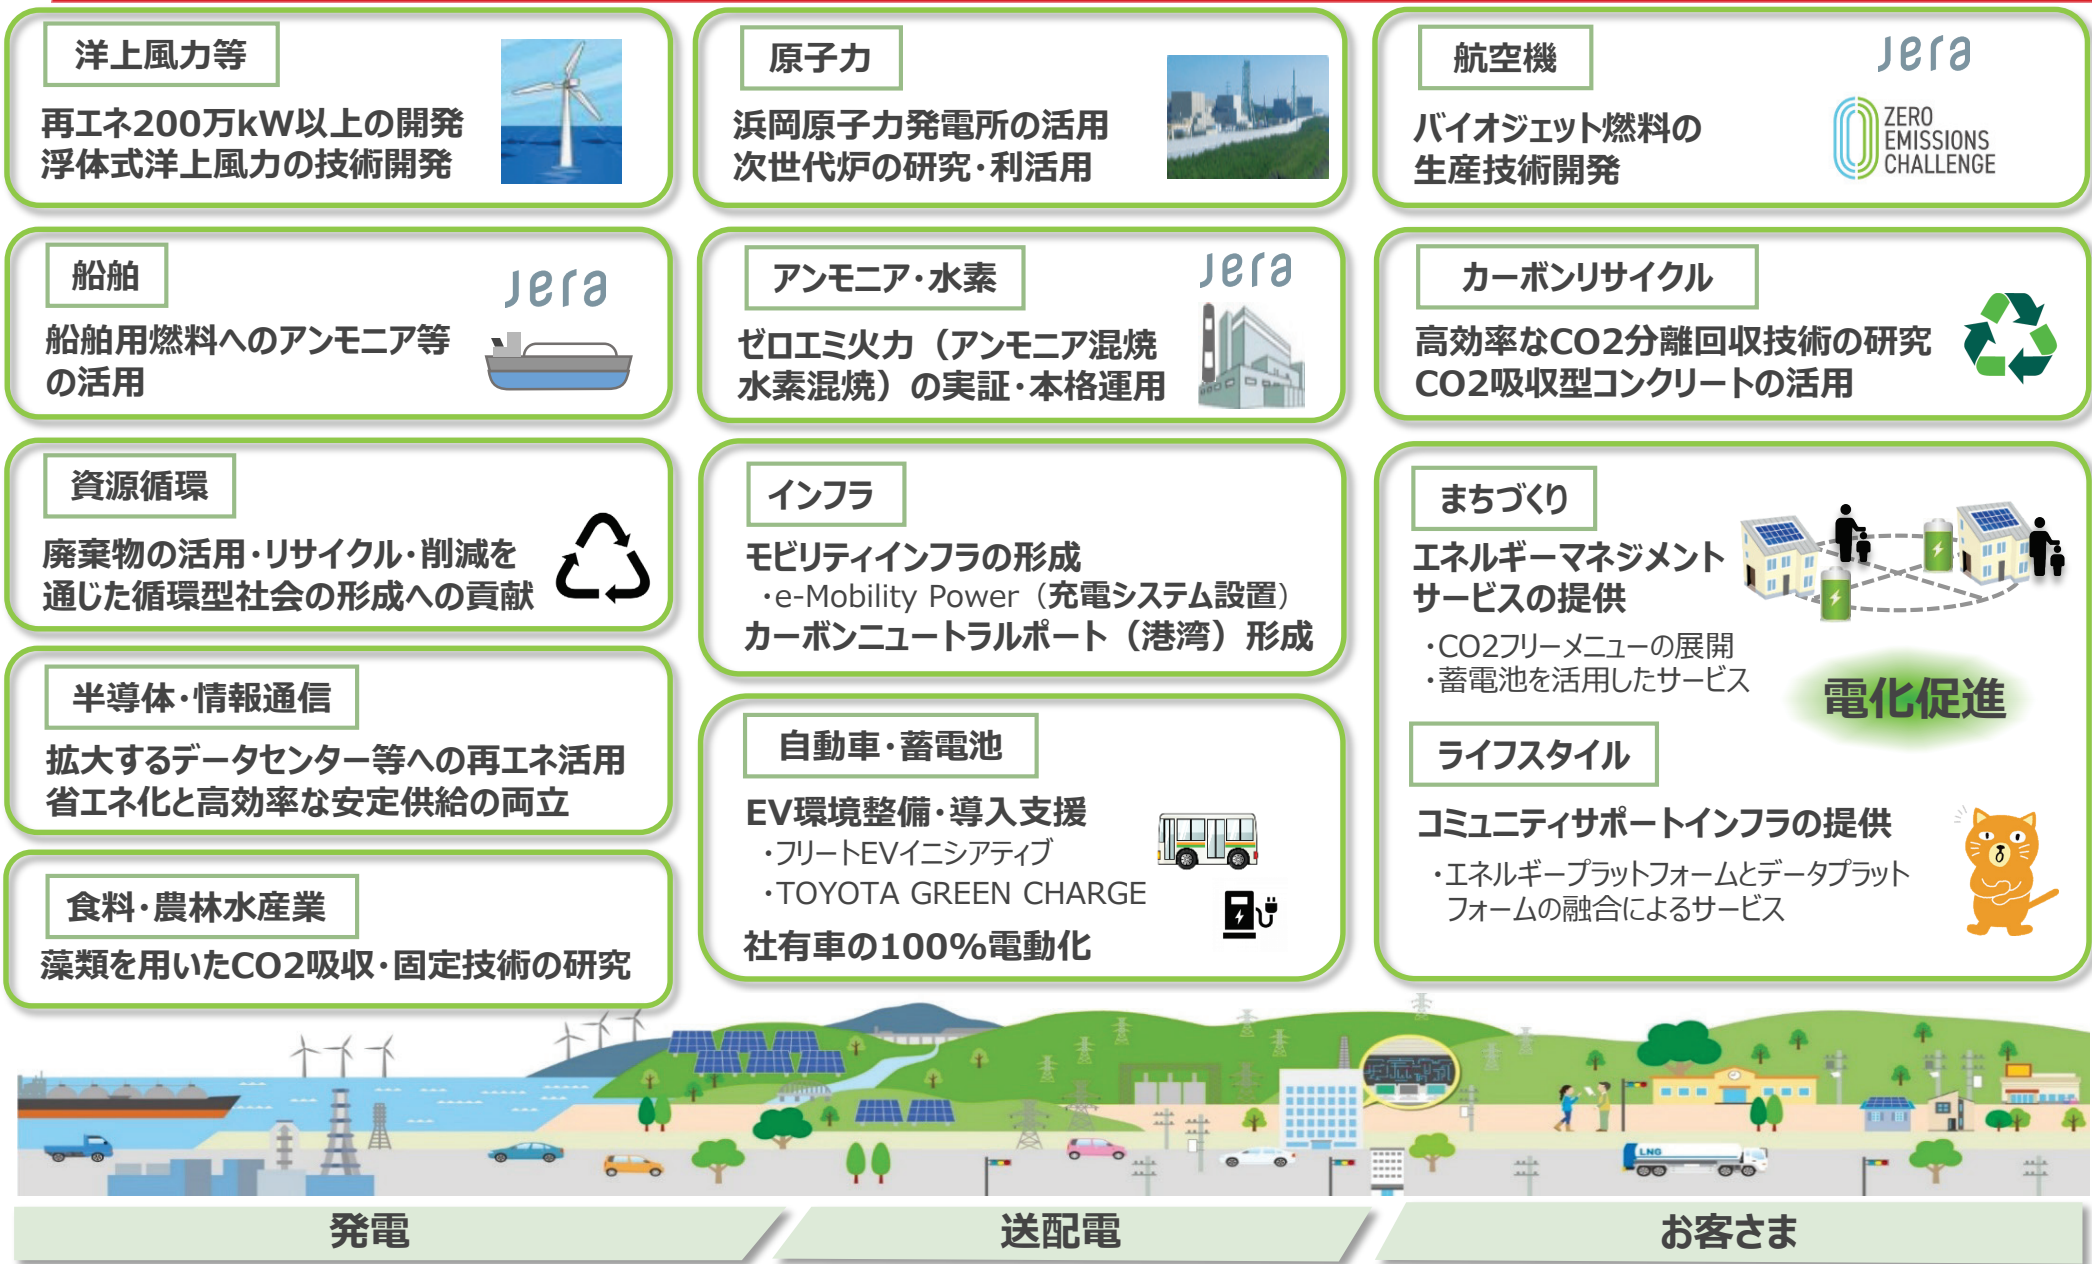 洋上風力等
再エネ200万kW以上の開発
浮体式洋上風力の技術開発
原子力
浜岡原子力発電所の活用
次世代炉の研究・利活用
航空機
Jera
バイオジェット燃料の
生産技術開発
ZERO
EMISSIONS
CHALLENGE
船舶
Jera
船舶用燃料へのアンモニア等
の活用
アンモニア・水素
Jera
ゼロエミ火力（アンモニア混焼
水素混焼）の実証・本格運用
カーボンリサイクル
高効率なCO2分離回収技術の研究
CO2吸収型コンクリートの活用
資源循環
廃棄物の活用・リサイクル・削減を
通じた循環型社会の形成への貢献
インフラ
モビリティインフラの形成
・e-Mobility Power（充電システム設置）
カーボンニュートラルポート（港湾）形成
まちづくり
エネルギーマネジメント
サービスの提供
・CO2フリーメニューの展開
・蓄電池を活用したサービス
電化促進
半導体・情報通信
拡大するデータセンター等への再エネ活用
省エネ化と高効率な安定供給の両立
自動車・蓄電池
EV環境整備・導入支援
・フリートEVイニシアティブ
・TOYOTA GREEN CHARGE
社有車の100%電動化
ライフスタイル
コミュニティサポートインフラの提供
・エネルギープラットフォームとデータプラット
フォームの融合によるサービス
食料・農林水産業
藻類を用いたCO2吸収・固定技術の研究
LNG
発電
送配電
お客さま